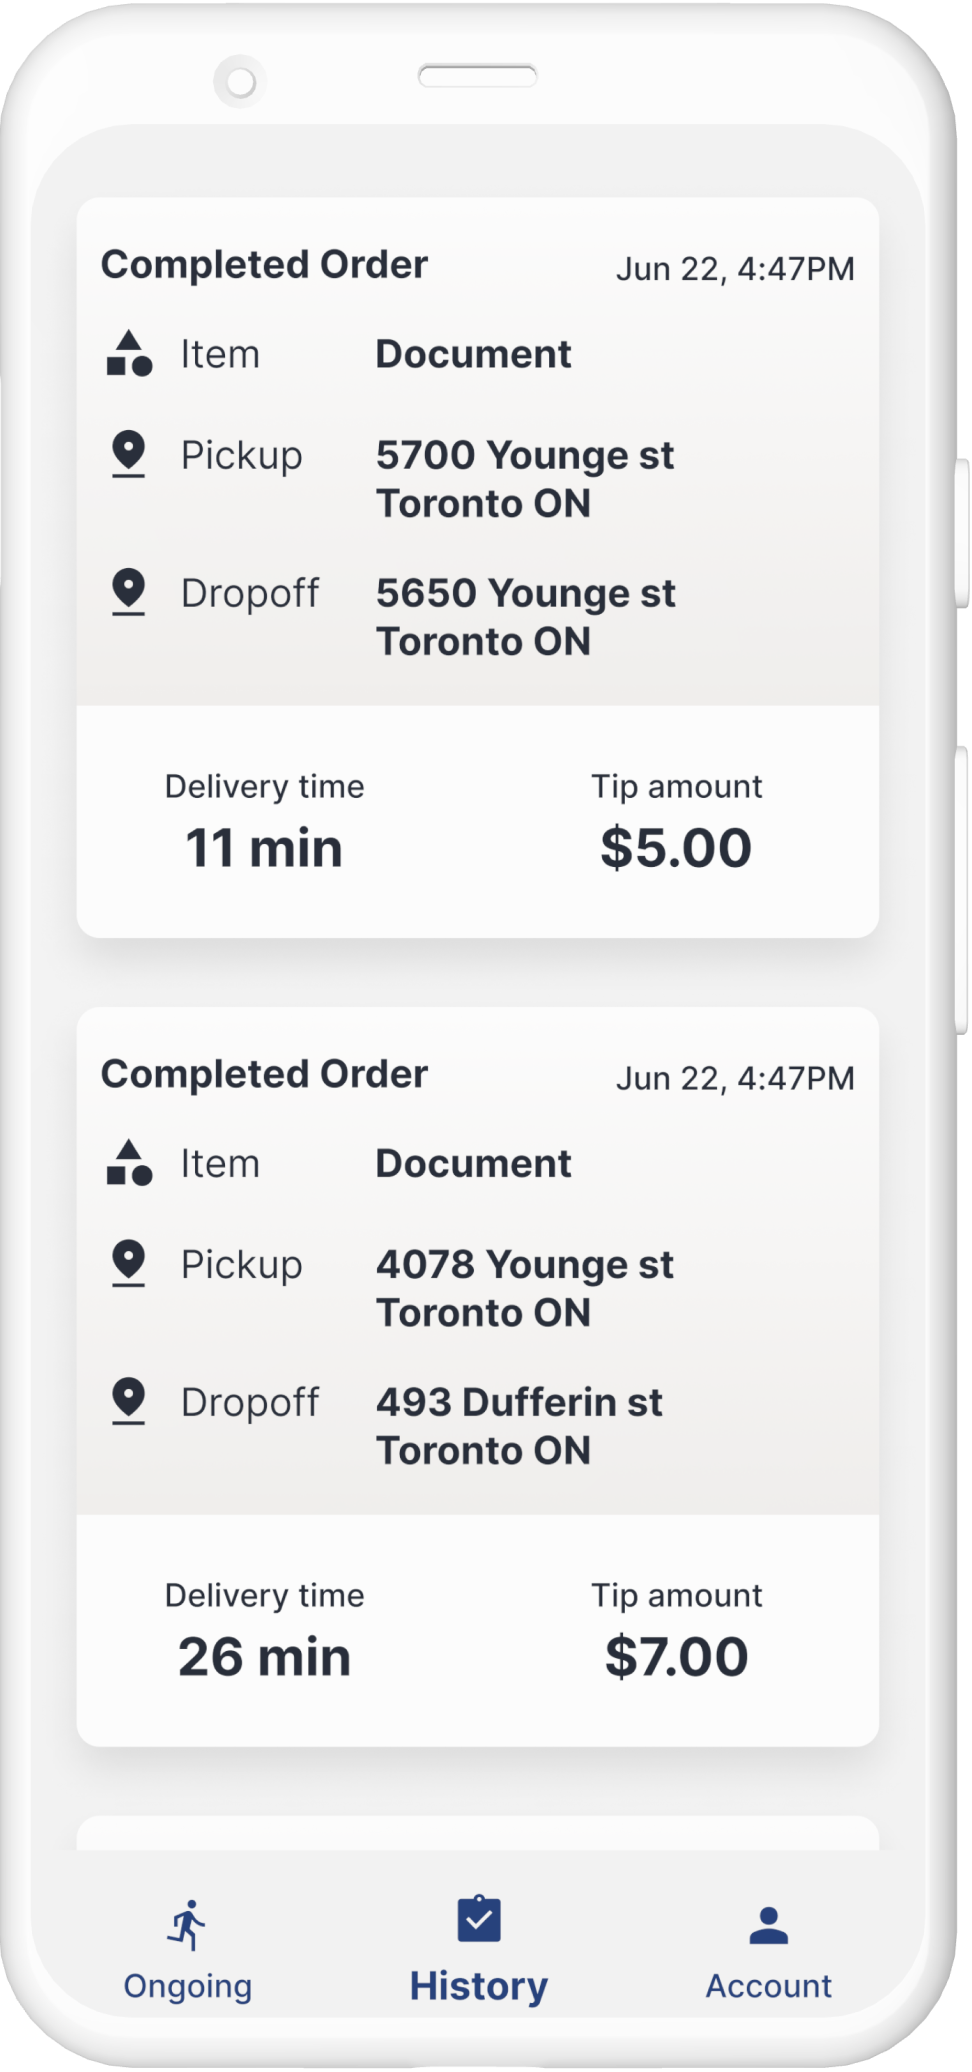 Completed Order
Jun 22, 4:47PM
Item
Document
Pickup
5700 Younge st
Toronto ON
Dropoff
5650 Younge st
Toronto ON
Delivery time
Tip amount
11 min
$5.00
Completed Order
Jun 22, 4:47PM
Item
Document
Pickup
4078 Younge st
Toronto ON
Dropoff
493 Dufferin st
Toronto ON
Delivery time
Tip amount
26 min
$7.00
Ongoing
History
Account